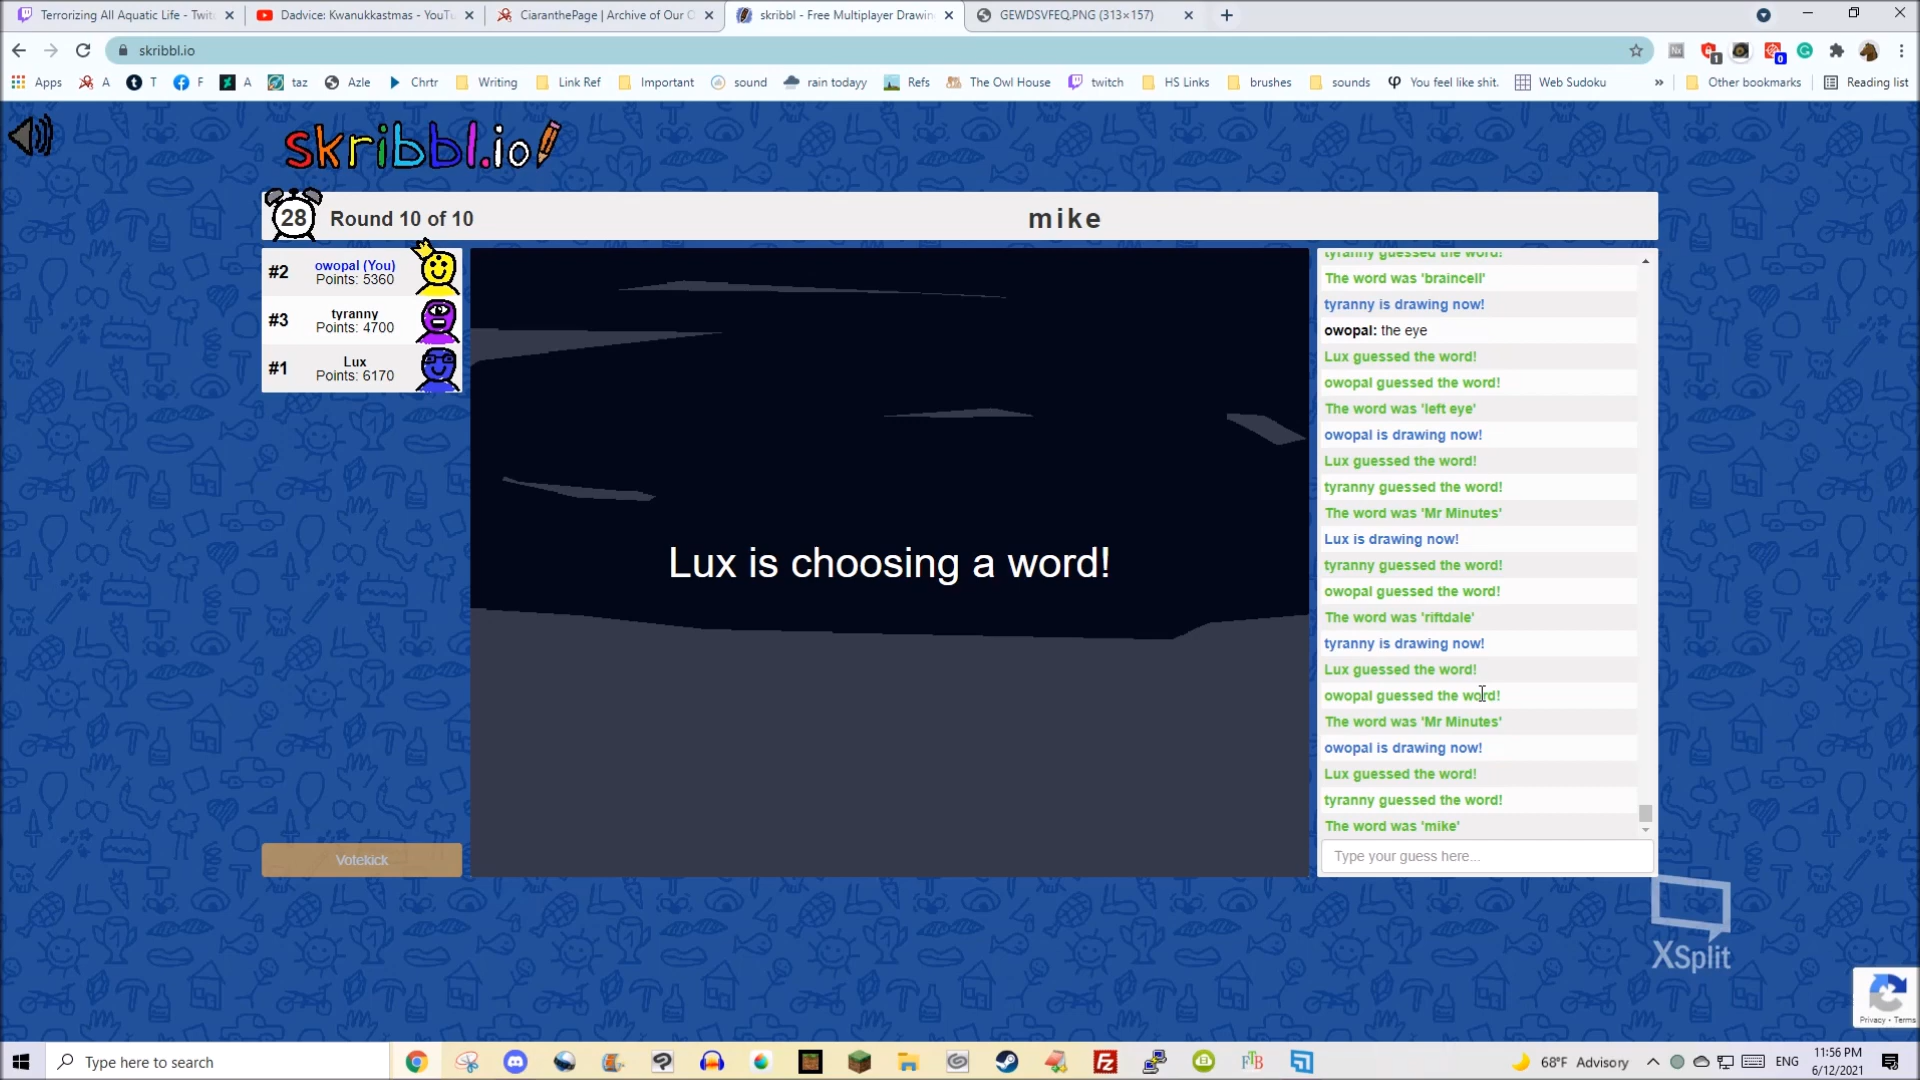 Terrorizing All Aquatic Life - Twit
Dadvice: Kwanukkastmas - YouTu
CiaranthePage | Archive of Our O
skribbl - Free Multiplayer Drawin
GEWDSVFEQ.PNG (313×157)
skribbl.io
Apps
A
T
F
A
taz
Azle
Chrtr
Writing
Link Ref
Important
sound
rain todayy
Refs
The Owl House
twitch
HS Links
brushes
sounds
You feel like shit.
Web Sudoku
»
Other bookmarks
Reading list
skribbl.io
28
Round 10 of 10
mike
#2
owopal (You)
Points: 5360
#3
tyranny
Points: 4700
#1
Lux
Points: 6170
Votekick
Lux is choosing a word!
tyranny guessed the word!
The word was 'braincell'
tyranny is drawing now!
owopal: the eye
Lux guessed the word!
owopal guessed the word!
The word was 'left eye'
owopal is drawing now!
Lux guessed the word!
tyranny guessed the word!
The word was 'Mr Minutes'
Lux is drawing now!
tyranny guessed the word!
owopal guessed the word!
The word was 'riftdale'
tyranny is drawing now!
Lux guessed the word!
owopal guessed the word!
The word was 'Mr Minutes'
owopal is drawing now!
Lux guessed the word!
tyranny guessed the word!
The word was 'mike'
Type your guess here...
XSplit
Privacy - Terms
Type here to search
68°F Advisory
ENG
11:56 PM
6/12/2021